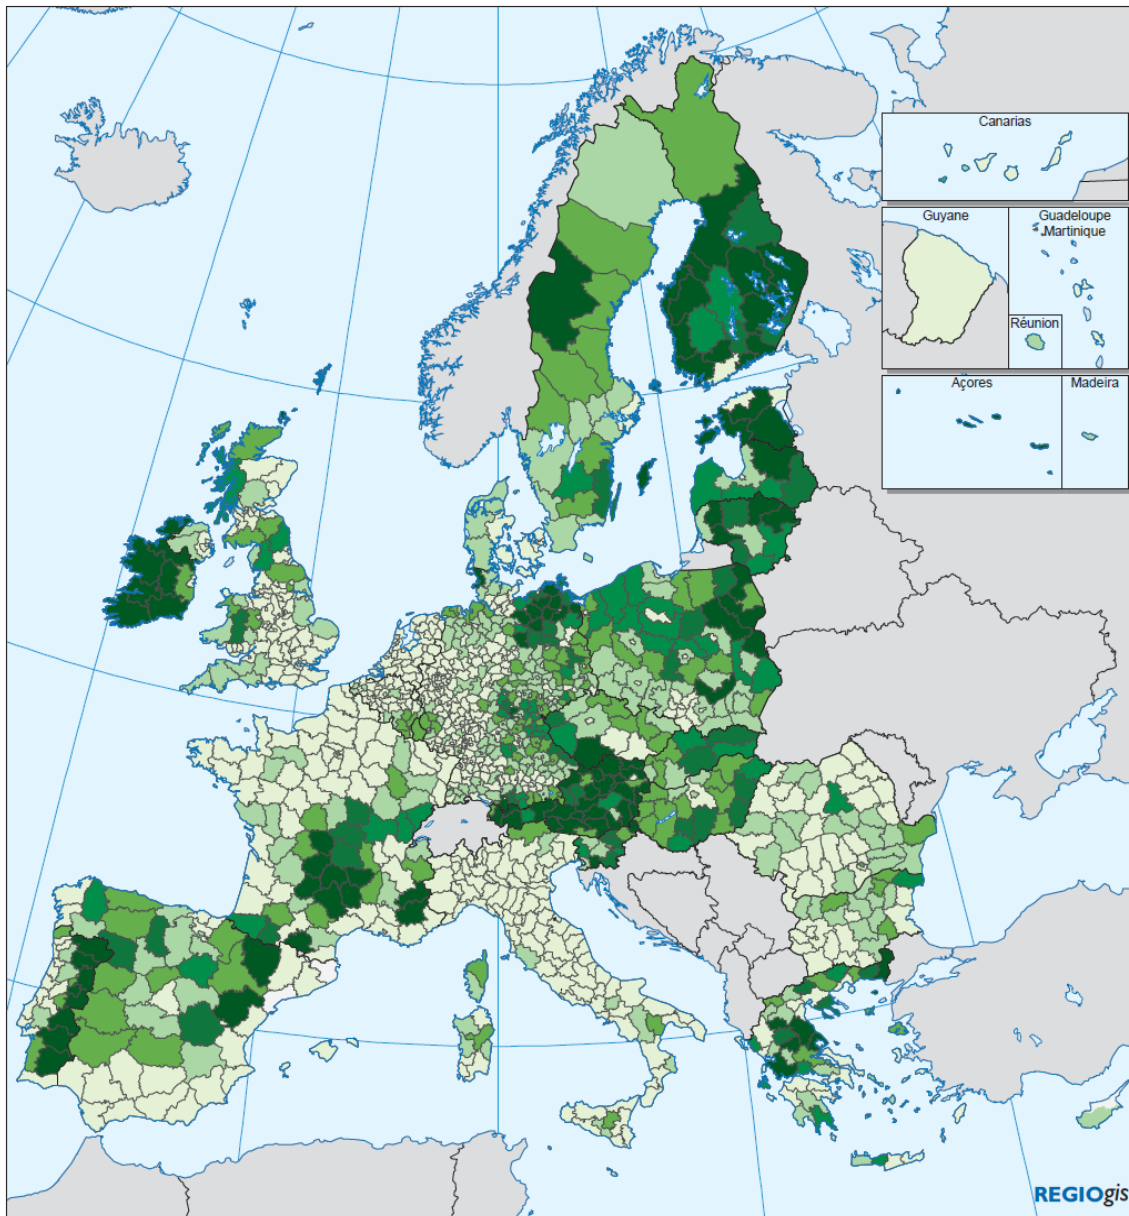 Canarias
Guyane
Guadeloupe
Martinique
Réunion
Açores
Madeira
REGIOgis